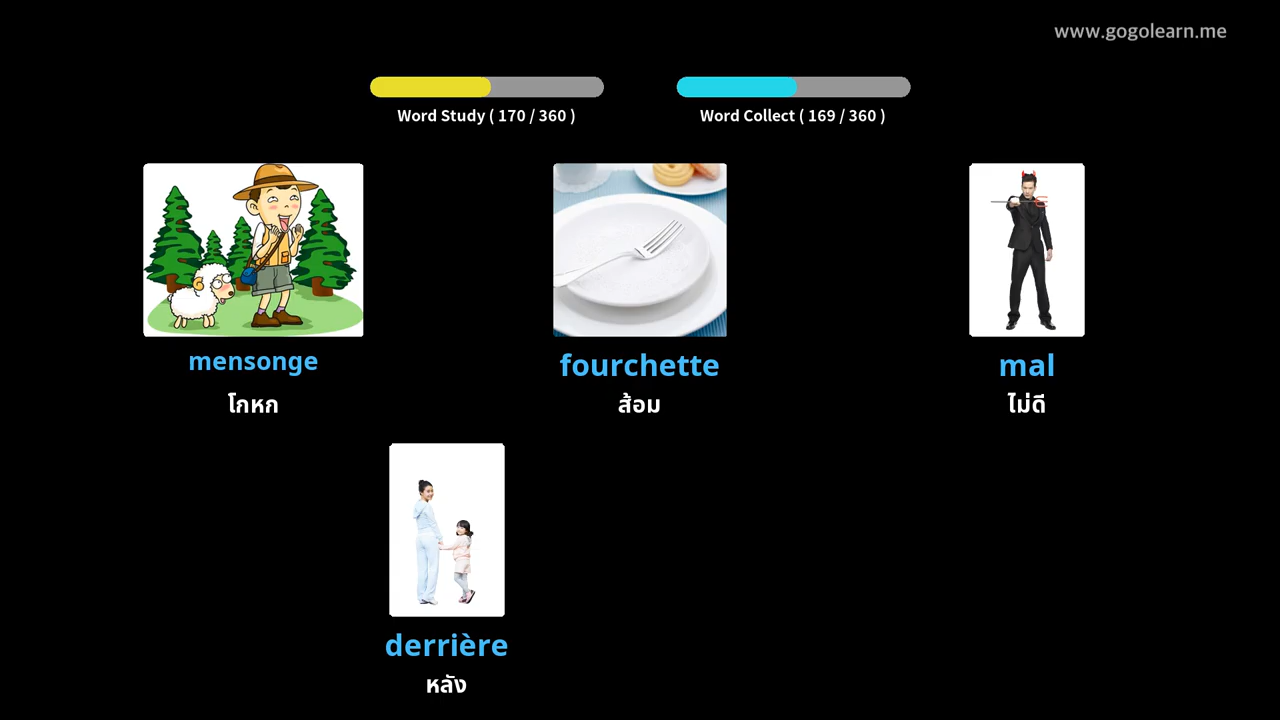 www.gogolearn.me
Word Study ( 170 / 360 )
Word Collect ( 169 / 360 )
mensonge
โกหก
fourchette
ส้อม
mal
ไม่ดี
derrière
หลัง